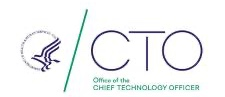 CTO
Office of the
CHIEF TECHNOLOGY OFFICER